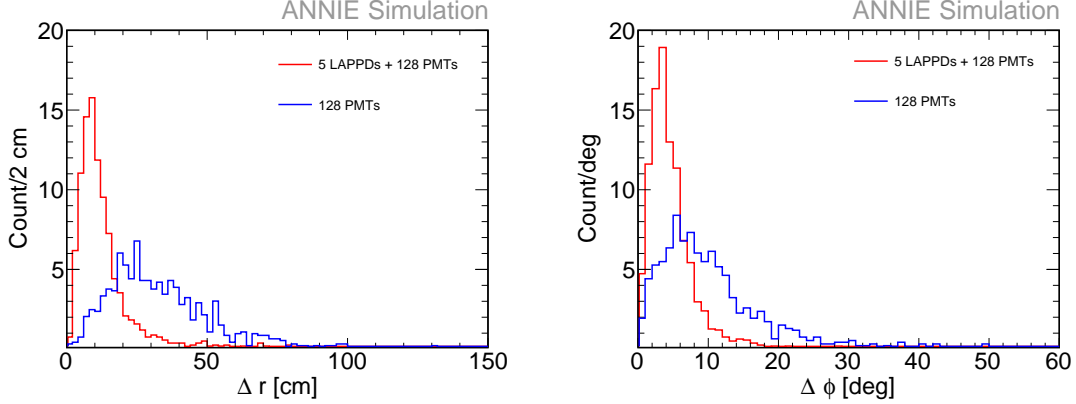 ANNIE Simulation
20
15
10
5
0 50 100 150
Count/2 cm
Δ r [cm]
5 LAPPDs + 128 PMTs
128 PMTs
ANNIE Simulation
20
15
10
5
0 10 20 30 40 50 60
Count/deg
Δ ϕ [deg]
5 LAPPDs + 128 PMTs
128 PMTs